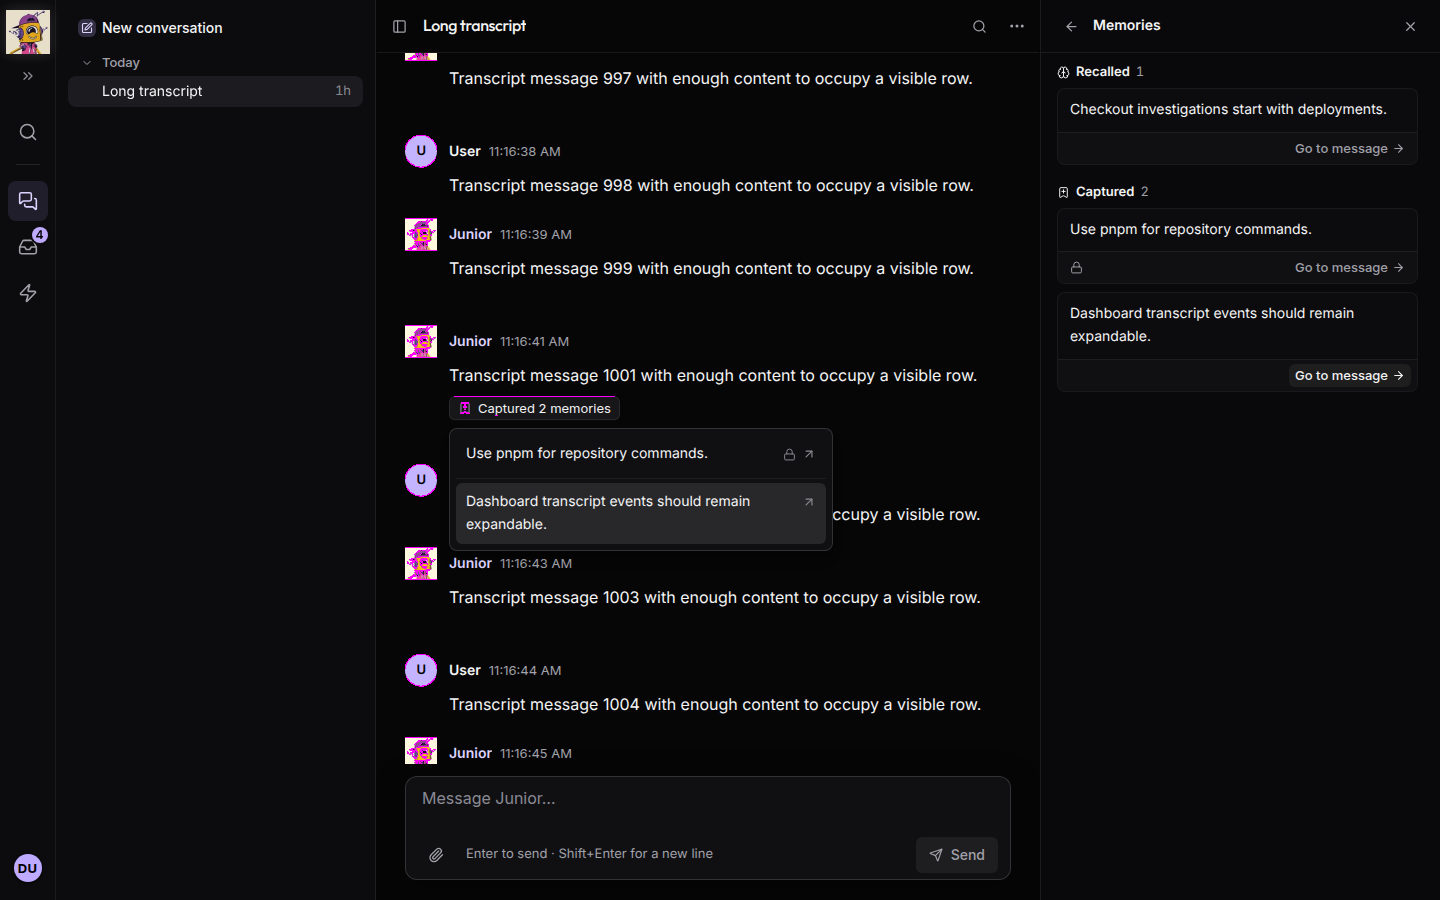 New conversation
Today
Long transcript
1h
4
DU
Long transcript
Transcript message 997 with enough content to occupy a visible row.
U
User 11:16:38 AM
Transcript message 998 with enough content to occupy a visible row.
Junior 11:16:39 AM
Transcript message 999 with enough content to occupy a visible row.
Junior 11:16:41 AM
Transcript message 1001 with enough content to occupy a visible row.
Captured 2 memories
Use pnpm for repository commands.
U
Dashboard transcript events should remain
expandable.
ccupy a visible row.
Junior 11:16:43 AM
Transcript message 1003 with enough content to occupy a visible row.
U
User 11:16:44 AM
Transcript message 1004 with enough content to occupy a visible row.
Junior 11:16:45 AM
Message Junior...
Enter to send · Shift+Enter for a new line
Send
Memories
Recalled 1
Checkout investigations start with deployments.
Go to message
Captured 2
Use pnpm for repository commands.
Go to message
Dashboard transcript events should remain
expandable.
Go to message